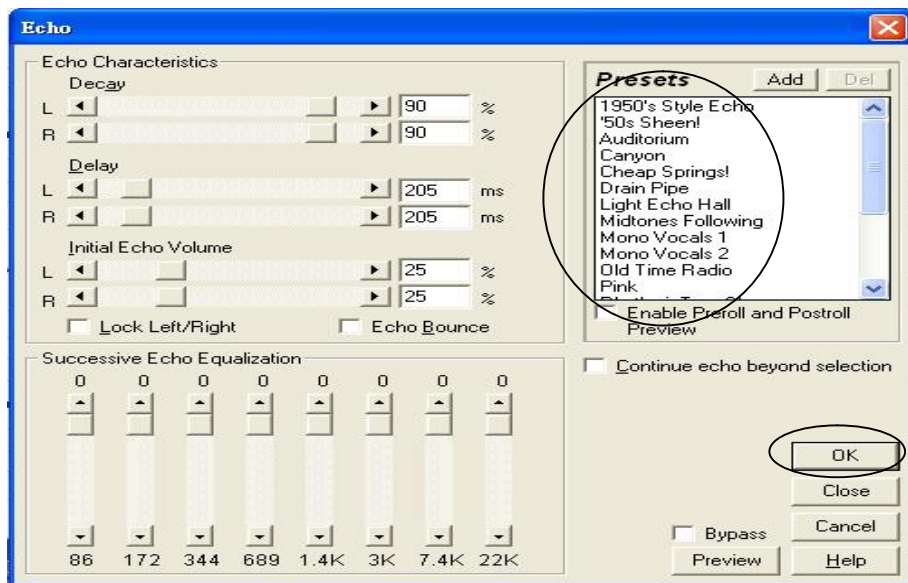 Echo
Echo Characteristics
Decay
L 90 %
R 90 %
Delay
L 205 ms
R 205 ms
Initial Echo Volume
L 25 %
R 25 %
Lock Left/Right Echo Bounce
Successive Echo Equalization
0 0 0 0 0 0 0 0
86 172 344 689 1.4K 3K 7.4K 22K
Presets Add Del
1950's Style Echo
'50s Sheen!
Auditorium
Canyon
Cheap Springs!
Drain Pipe
Light Echo Hall
Midtones Following
Mono Vocals 1
Mono Vocals 2
Old Time Radio
Pink
Enable Preroll and Postroll
Preview
Continue echo beyond selection
OK
Close
Bypass Cancel
Preview Help